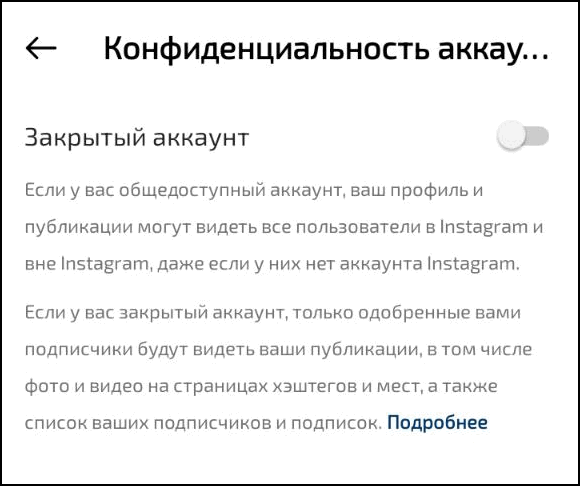 Конфиденциальность аккау...
Закрытый аккаунт
Если у вас общедоступный аккаунт, ваш профиль и
публикации могут видеть все пользователи в Instagram и
вне Instagram, даже если у них нет аккаунта Instagram.
Если у вас закрытый аккаунт, только одобренные вами
подписчики будут видеть ваши публикации, в том числе
фото и видео на страницах хэштегов и мест, а также
список ваших подписчиков и подписок. Подробнее